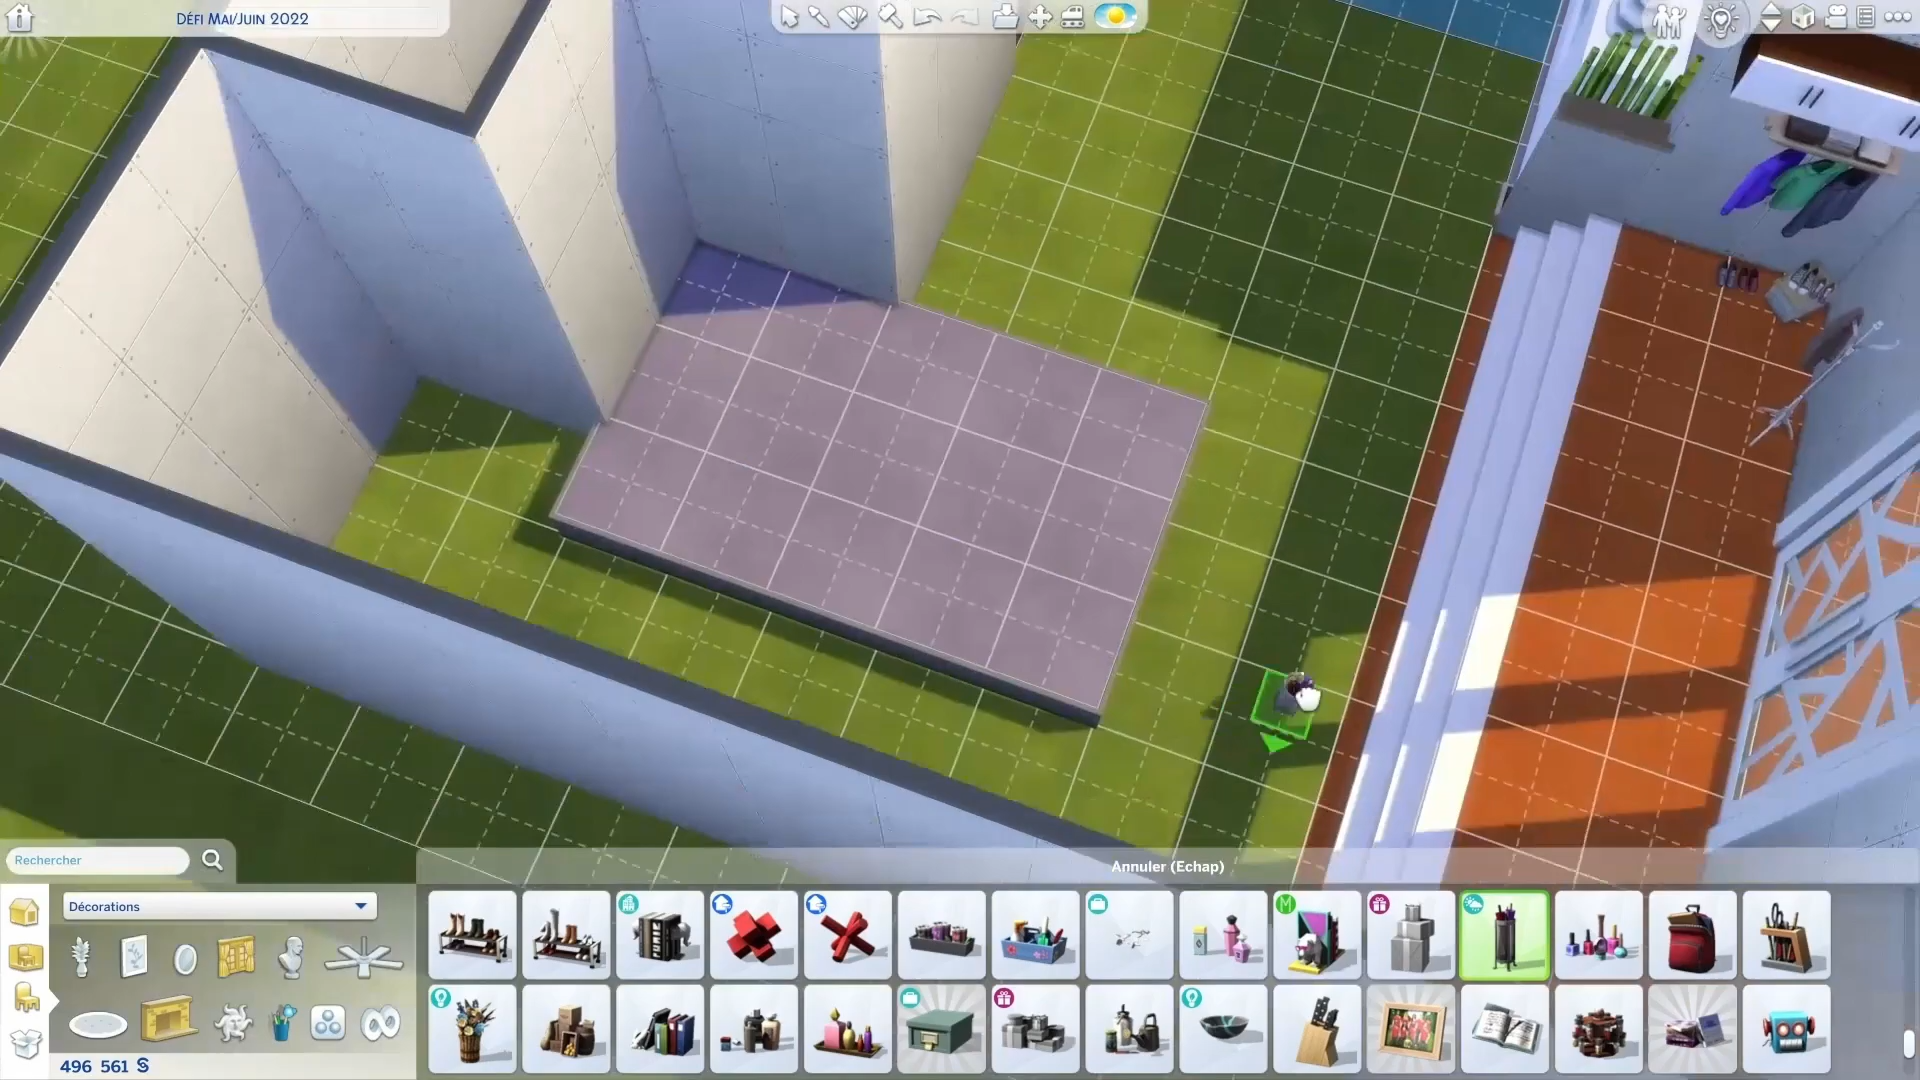 Défi Mai/Juin 2022
Rechercher
Annuler (Echap)
Décorations
496 561 §